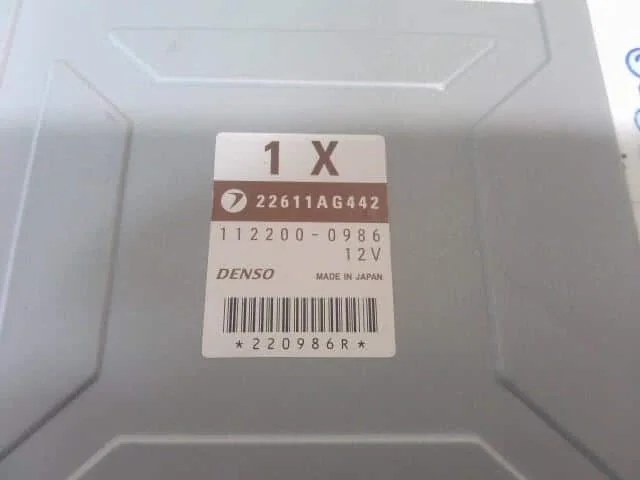 1 X
22611AG442
112200-0986
12V
DENSO MADE IN JAPAN
*220986R*